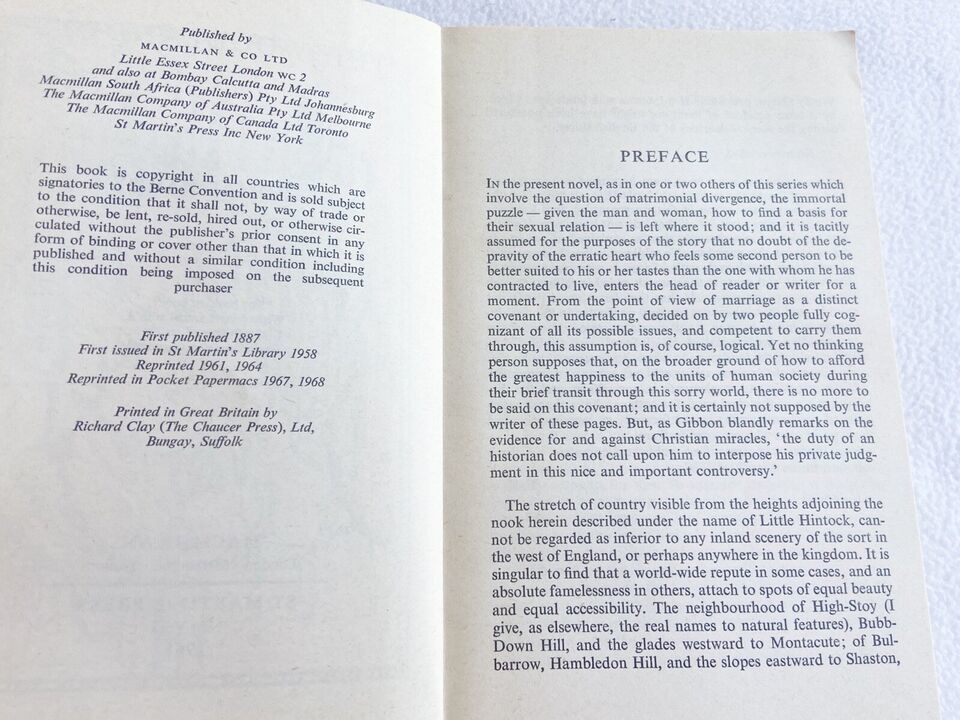 Published by
MACMILLAN & CO LTD
Little Essex Street London WC 2
and also at Bombay Calcutta and Madras
Macmillan South Africa (Publishers) Pty Ltd Johannesburg
The Macmillan Company of Australia Pty Ltd Melbourne
The Macmillan Company of Canada Ltd Toronto
St Martin's Press Inc New York
This book is copyright in all countries which are
signatories to the Berne Convention and is sold subject
to the condition that it shall not, by way of trade or
otherwise, be lent, re-sold, hired out, or otherwise cir-
culated without the publisher's prior consent in any
form of binding or cover other than that in which it is
published and without a similar condition including
this condition being imposed on the subsequent
purchaser
First published 1887
First issued in St Martin's Library 1958
Reprinted 1961, 1964
Reprinted in Pocket Papermacs 1967, 1968
Printed in Great Britain by
Richard Clay (The Chaucer Press), Ltd,
Bungay, Suffolk
PREFACE
IN the present novel, as in one or two others of this series which
involve the question of matrimonial divergence, the immortal
puzzle — given the man and woman, how to find a basis for
their sexual relation — is left where it stood; and it is tacitly
assumed for the purposes of the story that no doubt of the de-
pravity of the erratic heart who feels some second person to be
better suited to his or her tastes than the one with whom he has
contracted to live, enters the head of reader or writer for a
moment. From the point of view of marriage as a distinct
covenant or undertaking, decided on by two people fully cog-
nizant of all its possible issues, and competent to carry them
through, this assumption is, of course, logical. Yet no thinking
person supposes that, on the broader ground of how to afford
the greatest happiness to the units of human society during
their brief transit through this sorry world, there is no more to
be said on this covenant; and it is certainly not supposed by the
writer of these pages. But, as Gibbon blandly remarks on the
evidence for and against Christian miracles, 'the duty of an
historian does not call upon him to interpose his private judg-
ment in this nice and important controversy.'
The stretch of country visible from the heights adjoining the
nook herein described under the name of Little Hintock, can-
not be regarded as inferior to any inland scenery of the sort in
the west of England, or perhaps anywhere in the kingdom. It is
singular to find that a world-wide repute in some cases, and an
absolute famelessness in others, attach to spots of equal beauty
and equal accessibility. The neighbourhood of High-Stoy (I
give, as elsewhere, the real names to natural features), Bubb-
Down Hill, and the glades westward to Montacute; of Bul-
barrow, Hambledon Hill, and the slopes eastward to Shaston,